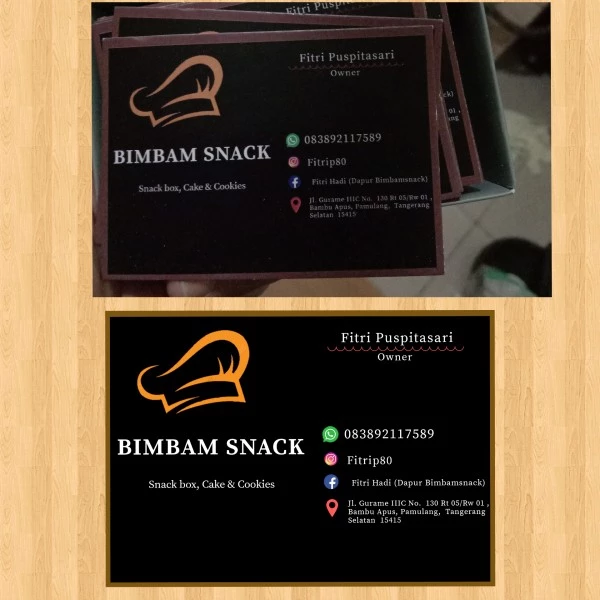 Fitri Puspitasari
Owner
BIMBAM SNACK
Snack box, Cake & Cookies
083892117589
Fitrip80
Fitri Hadi (Dapur Bimbamsnack)
Jl. Gurame IIIC No. 130 Rt 05/Rw 01 ,
Bambu Apus, Pamulang, Tangerang
Selatan 15415
Fitri Puspitasari
Owner
BIMBAM SNACK
Snack box, Cake & Cookies
083892117589
Fitrip80
Fitri Hadi (Dapur Bimbamsnack)
Jl. Gurame IIIC No. 130 Rt 05/Rw 01 ,
Bambu Apus, Pamulang, Tangerang
Selatan 15415